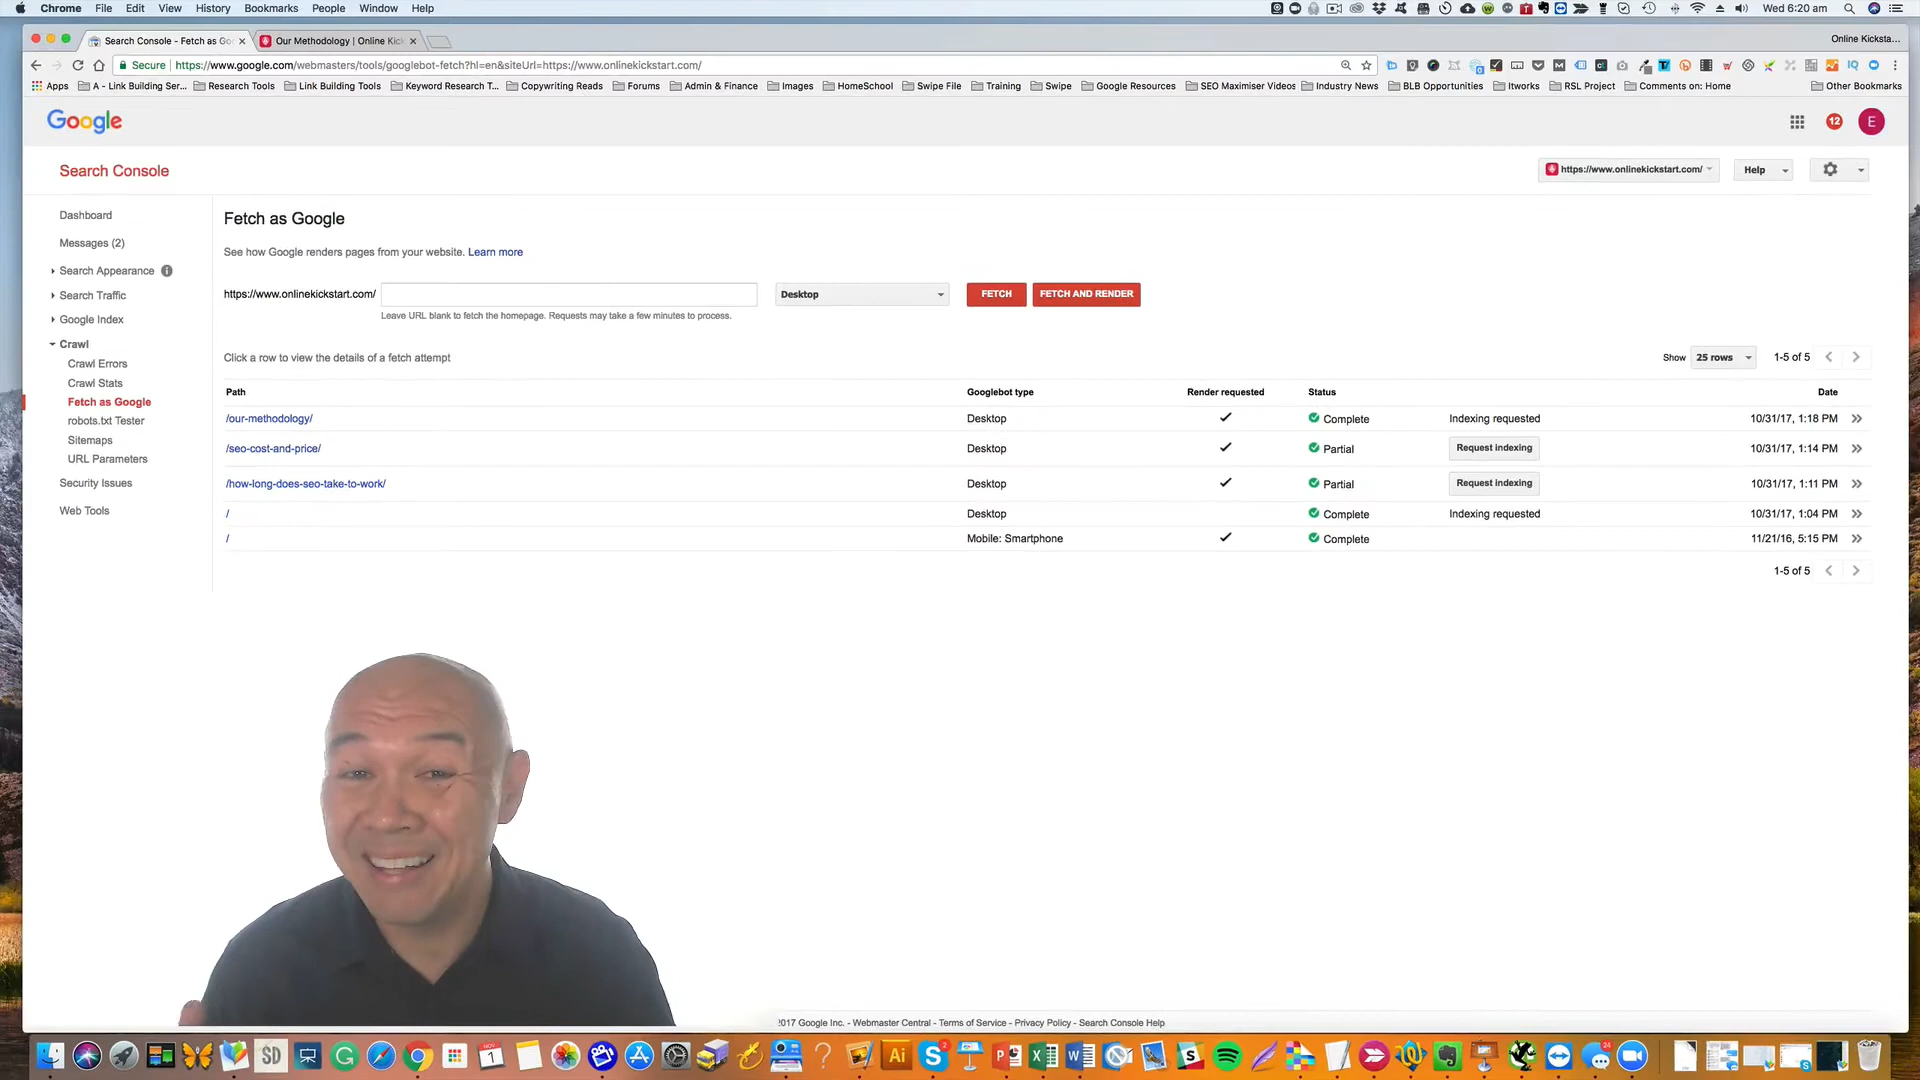 Chrome File Edit View History Bookmarks People Window Help Wed 6:20 am
Search Console - Fetch as Go Our Methodology | Online Kick Online Kicksta...
Secure https://www.google.com/webmasters/tools/googlebot-fetch?hl=en&siteUrl=https://www.onlinekickstart.com/
Apps A - Link Building Ser... Research Tools Link Building Tools Keyword Research T... Copywriting Reads Forums Admin & Finance Images HomeSchool Swipe File Training Swipe Google Resources SEO Maximiser Videos Industry News BLB Opportunities Itworks RSL Project Comments on: Home Other Bookmarks
Google 12 E
Search Console https://www.onlinekickstart.com/ Help
Dashboard
Messages (2)
Search Appearance
Search Traffic
Google Index
Crawl
Crawl Errors
Crawl Stats
Fetch as Google
robots.txt Tester
Sitemaps
URL Parameters
Security Issues
Web Tools
Fetch as Google
See how Google renders pages from your website. Learn more
https://www.onlinekickstart.com/ Desktop FETCH FETCH AND RENDER
Leave URL blank to fetch the homepage. Requests may take a few minutes to process.
Click a row to view the details of a fetch attempt Show 25 rows 1-5 of 5
Path Googlebot type Render requested Status Date
/our-methodology/ Desktop Complete Indexing requested 10/31/17, 1:18 PM
/seo-cost-and-price/ Desktop Partial Request indexing 10/31/17, 1:14 PM
/how-long-does-seo-take-to-work/ Desktop Partial Request indexing 10/31/17, 1:11 PM
/ Desktop Complete Indexing requested 10/31/17, 1:04 PM
/ Mobile: Smartphone Complete 11/21/16, 5:15 PM
1-5 of 5
2017 Google Inc. - Webmaster Central - Terms of Service - Privacy Policy - Search Console Help